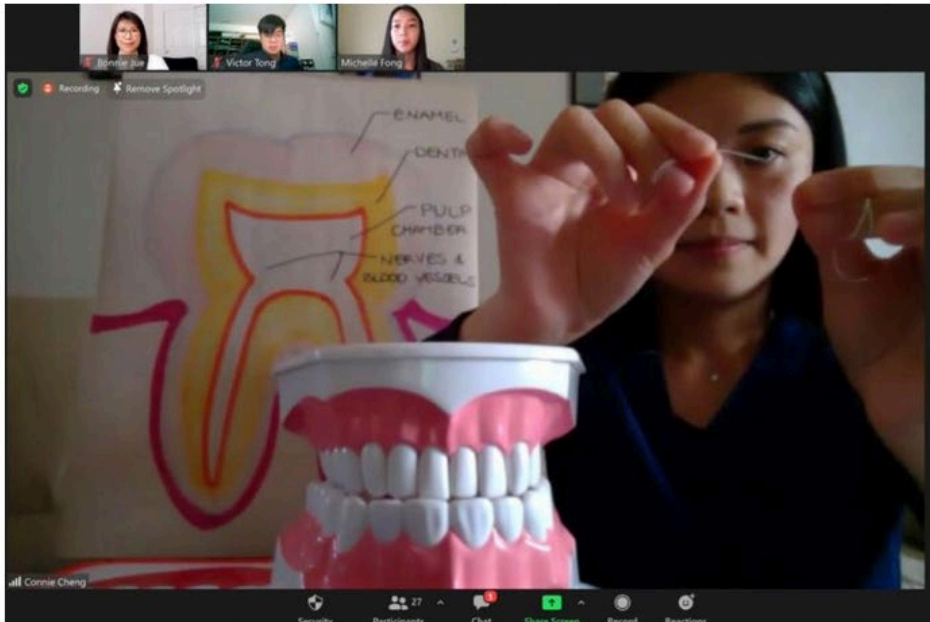 Bonnie Jue
Victor Tong
Michelle Fong
Recording
Remove Spotlight
ENAMEL
PULP
CHAMBER
NERVES &
BLOOD VESSELS
Connie Cheng
27
1
Security
Participants
Chat
Share Screen
Record
Reactions